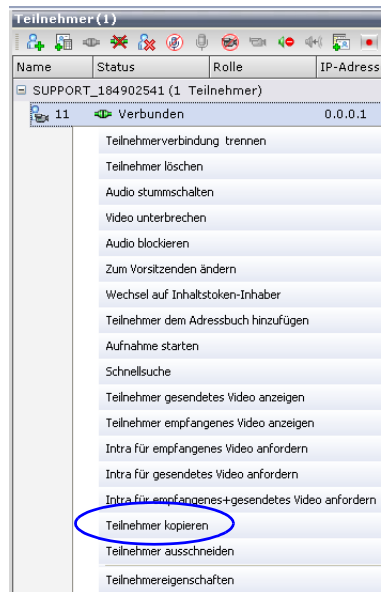 Teilnehmer(1)
Name Status Rolle IP-Adress
SUPPORT_184902541 (1 Teilnehmer)
11 Verbunden 0.0.0.1
Teilnehmerverbindung trennen
Teilnehmer löschen
Audio stummschalten
Video unterbrechen
Audio blockieren
Zum Vorsitzenden ändern
Wechsel auf Inhaltstoken-Inhaber
Teilnehmer dem Adressbuch hinzufügen
Aufnahme starten
Schnellsuche
Teilnehmer gesendetes Video anzeigen
Teilnehmer empfangenes Video anzeigen
Intra für empfangenes Video anfordern
Intra für gesendetes Video anfordern
Intra für empfangenes+gesendetes Video anfordern
Teilnehmer kopieren
Teilnehmer ausschneiden
Teilnehmereigenschaften